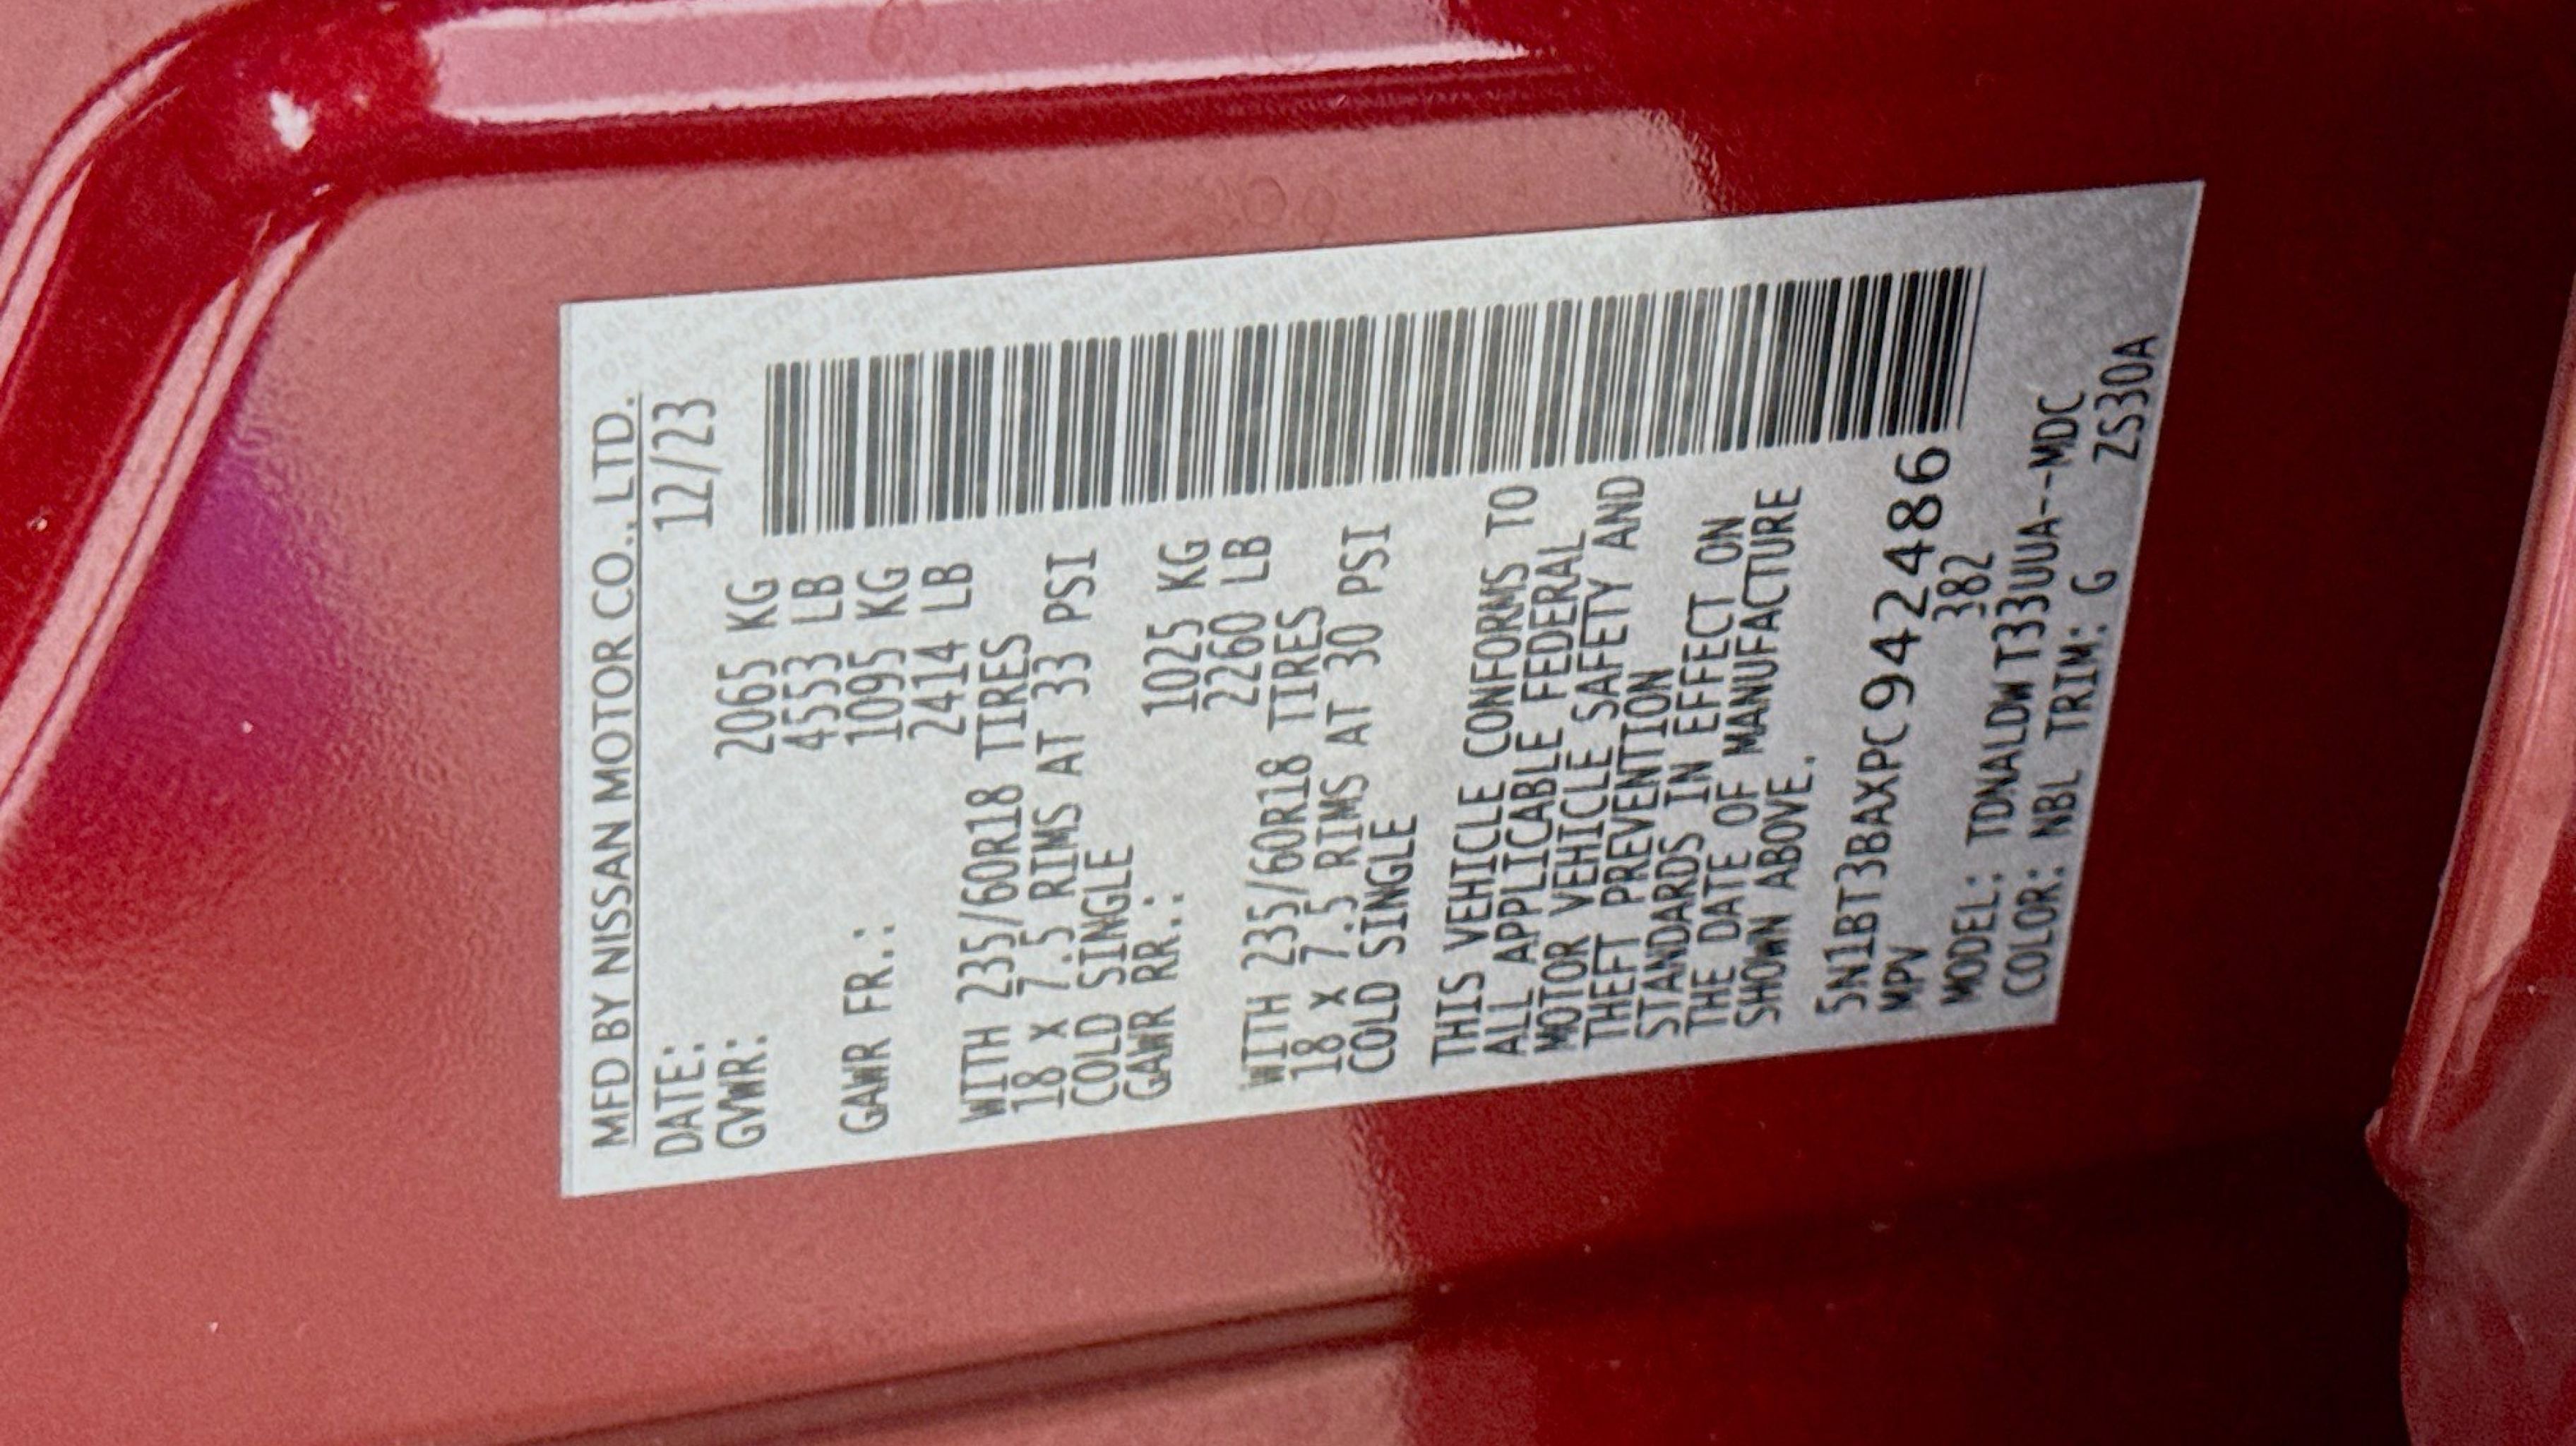 MFD BY NISSAN MOTOR CO., LTD.
DATE: 12/23
GVWR: 2065 KG
4553 LB
GAWR FR.: 1095 KG
2414 LB
WITH 235/60R18 TIRES
18 X 7.5 RIMS AT 33 PSI
COLD SINGLE
GAWR RR.: 1025 KG
2260 LB
WITH 235/60R18 TIRES
18 X 7.5 RIMS AT 30 PSI
COLD SINGLE
THIS VEHICLE CONFORMS TO
ALL APPLICABLE FEDERAL
MOTOR VEHICLE SAFETY AND
THEFT PREVENTION
STANDARDS IN EFFECT ON
THE DATE OF MANUFACTURE
SHOWN ABOVE.
5N1BT3BAXPC942486
MPV 382
MODEL: TDNALDWT33UUA--MDC
COLOR: NBL TRIM: G ZS30A